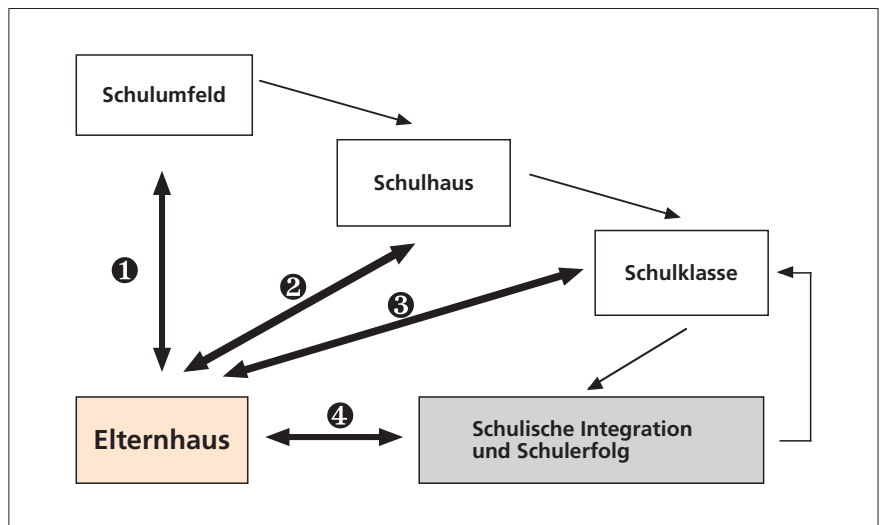 Schulumfeld
Schulhaus
Schulklasse
❶
❷
❸
❹
Elternhaus
Schulische Integration
und Schulerfolg